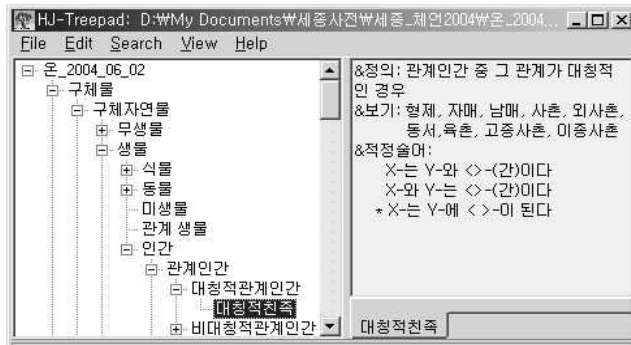 HJ-Treepad: D:₩My Documents₩세종사전₩세종_체언2004₩온_2004...
File Edit Search View Help
온_2004_06_02
구체물
구체자연물
무생물
생물
식물
동물
미생물
관계 생물
인간
관계인간
대칭적관계인간
대칭적친족
비대칭적관계인간
&정의: 관계인간 중 그 관계가 대칭적
인 경우
&보기: 형제, 자매, 남매, 사촌, 외사촌,
동서,육촌, 고종사촌, 이종사촌
&적정술어:
X-는 Y-와 <>-(간)이다
X-와 Y-는 <>-(간)이다
* X-는 Y-에 < >-이 된다
대칭적친족